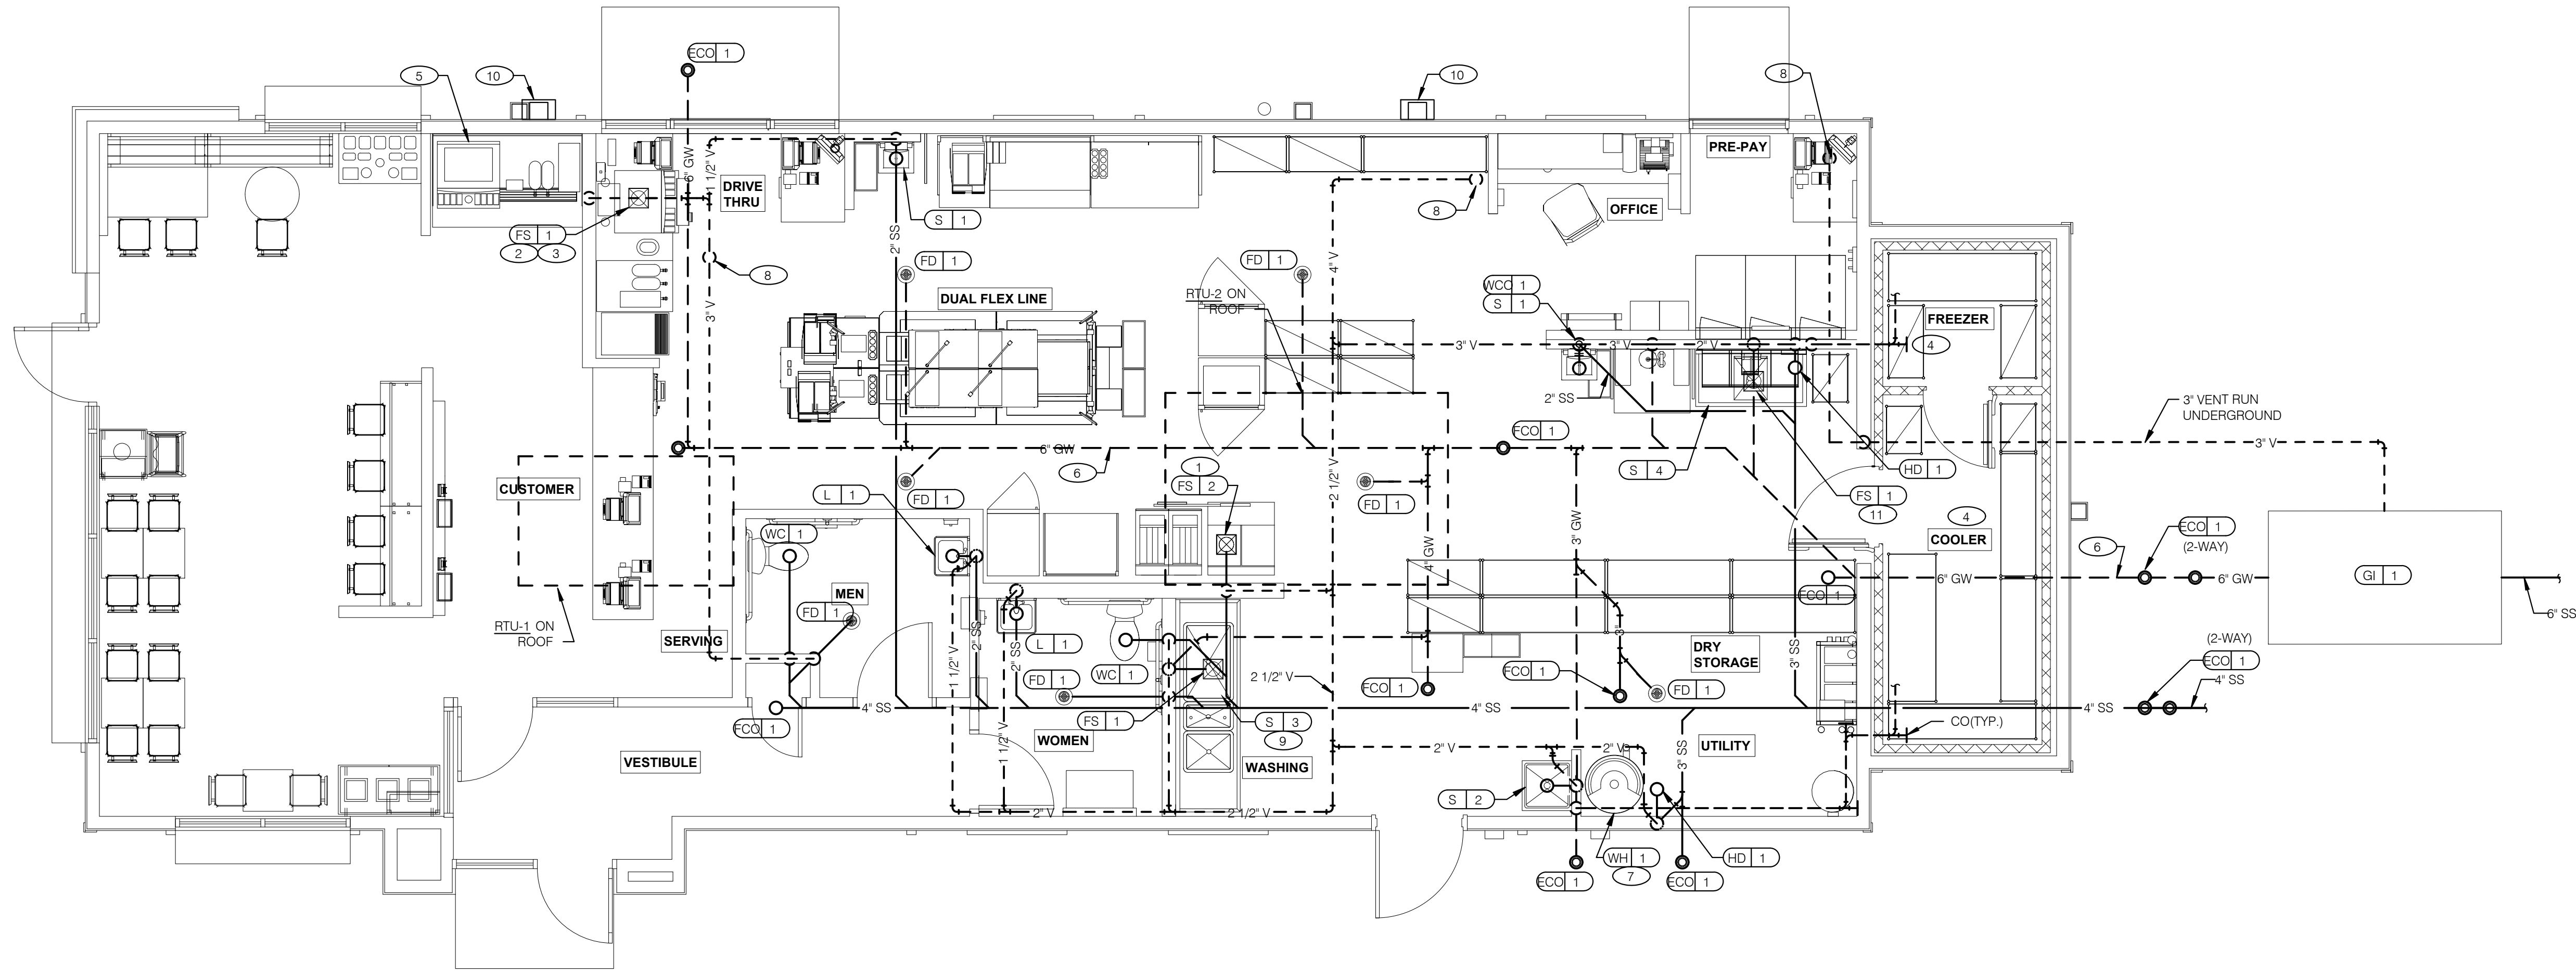 ECO 1
5
10
10
8
6" GW
1 1/2" V
DRIVE
THRU
PRE-PAY
OFFICE
FS 1
2 3
S 1
8
2" SS
FD 1
FD 1
8
4" V
3" V
DUAL FLEX LINE
RTU-2 ON
ROOF
WCO 1
S 1
FREEZER
4
3" V
3" V
2" V
2" SS
3" VENT RUN
UNDERGROUND
3" V
FCO 1
6" GW
6
1
FS 2
S 4
HD 1
FS 1
11
CUSTOMER
L 1
FD 1
FD 1
2 1/2" V
3" GW
4" GW
4
COOLER
ECO 1
(2-WAY)
6
WC 1
MEN
FD 1
FCO 1
6" GW
6" GW
GI 1
6" SS
RTU-1 ON
ROOF
SERVING
L 1
1 1/2" V
2" SS
2" SS
3"
DRY
STORAGE
3" SS
(2-WAY)
ECO 1
4" SS
WC 1
FD 1
2 1/2" V
FCO 1
FCO 1
FD 1
FCO 1
4" SS
FS 1
S 3
9
4" SS
4" SS
CO(TYP.)
1 1/2" V
WOMEN
2" V
2" V
3" SS
UTILITY
VESTIBULE
WASHING
S 2
2" V
2 1/2" V
WH 1
7
HD 1
ECO 1
ECO 1